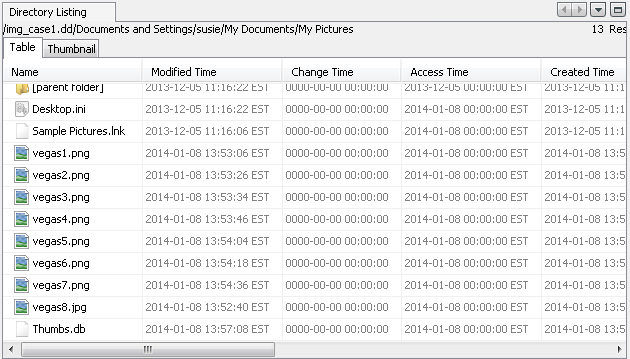 Directory Listing
/img_case1.dd/Documents and Settings/susie/My Documents/My Pictures 13 Res
Table Thumbnail
Name Modified Time Change Time Access Time Created Time
[parent folder] 2013-12-05 11:16:22 EST 0000-00-00 00:00:00 2013-12-05 00:00:00 EST 2013-12-05 11:1
Desktop.ini 2013-12-05 11:16:22 EST 0000-00-00 00:00:00 2014-01-08 00:00:00 EST 2013-12-05 11:1
Sample Pictures.lnk 2013-12-05 11:16:06 EST 0000-00-00 00:00:00 2014-01-08 00:00:00 EST 2013-12-05 11:1
vegas1.png 2014-01-08 13:53:06 EST 0000-00-00 00:00:00 2014-01-08 00:00:00 EST 2014-01-08 13:5
vegas2.png 2014-01-08 13:53:26 EST 0000-00-00 00:00:00 2014-01-08 00:00:00 EST 2014-01-08 13:5
vegas3.png 2014-01-08 13:53:34 EST 0000-00-00 00:00:00 2014-01-08 00:00:00 EST 2014-01-08 13:5
vegas4.png 2014-01-08 13:53:46 EST 0000-00-00 00:00:00 2014-01-08 00:00:00 EST 2014-01-08 13:5
vegas5.png 2014-01-08 13:54:04 EST 0000-00-00 00:00:00 2014-01-08 00:00:00 EST 2014-01-08 13:5
vegas6.png 2014-01-08 13:54:18 EST 0000-00-00 00:00:00 2014-01-08 00:00:00 EST 2014-01-08 13:5
vegas7.png 2014-01-08 13:54:36 EST 0000-00-00 00:00:00 2014-01-08 00:00:00 EST 2014-01-08 13:5
vegas8.jpg 2014-01-08 13:52:40 EST 0000-00-00 00:00:00 2014-01-08 00:00:00 EST 2014-01-08 13:5
Thumbs.db 2014-01-08 13:57:08 EST 0000-00-00 00:00:00 2014-01-08 00:00:00 EST 2014-01-08 13:5